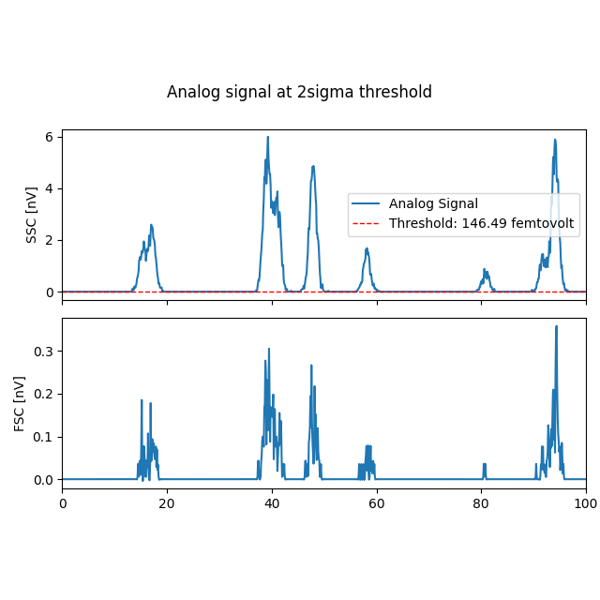 Analog signal at 2sigma threshold
6
4
2
0
SSC [nV]
Analog Signal
Threshold: 146.49 femtovolt
0.3
0.2
0.1
0.0
FSC [nV]
0 20 40 60 80 100